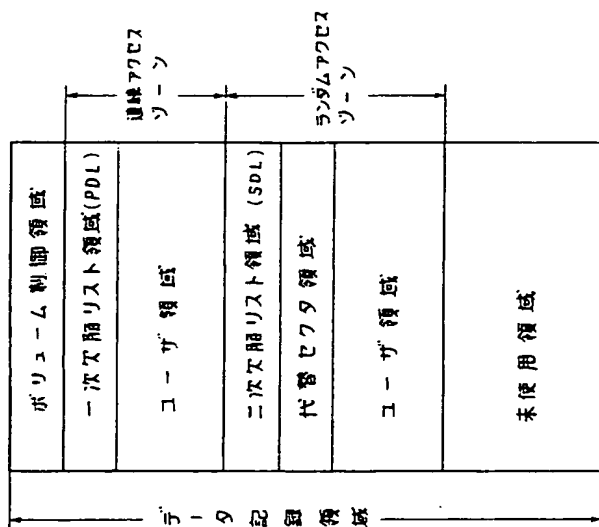 連続アクセス
ゾーン
ランダムアクセス
ゾーン
ボリューム制御領域
一次欠陥リスト領域(PDL)
ユーザ領域
二次欠陥リスト領域(SDL)
代替セクタ領域
ユーザ領域
未使用領域
データ記録領域